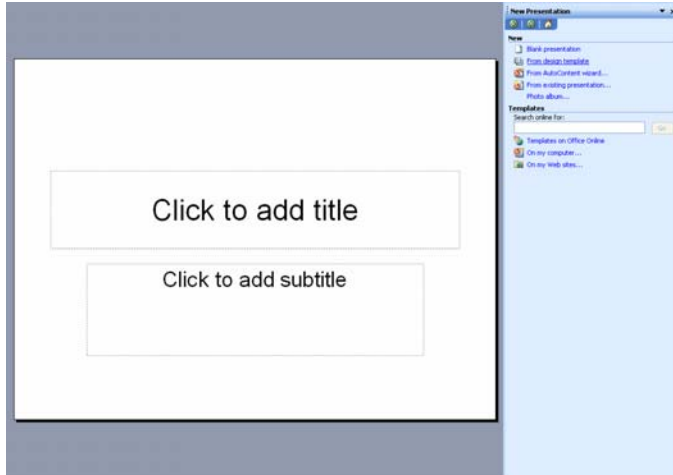 Click to add title
Click to add subtitle
New Presentation
New
Blank presentation
From design template
From AutoContent wizard...
From existing presentation...
Photo album...
Templates
Search online for:
Go
Templates on Office Online
On my computer...
On my Web sites...